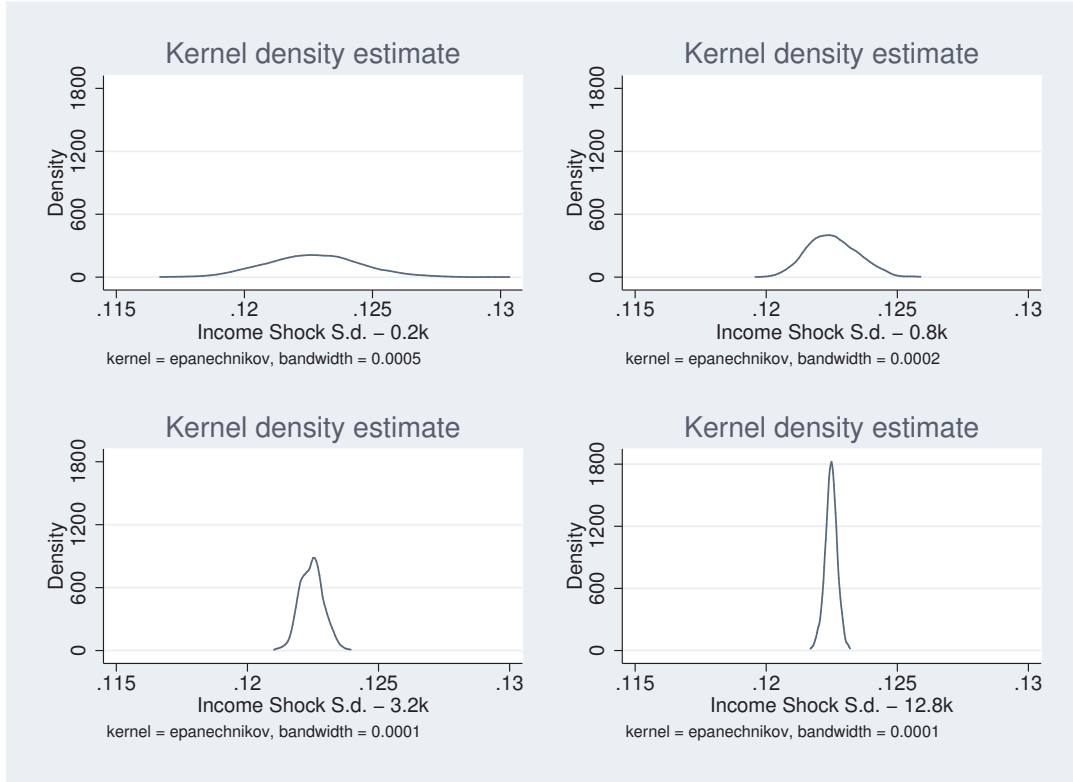 Kernel density estimate
Density
1800
1200
600
0
.115 .12 .125 .13
Income Shock S.d. − 0.2k
kernel = epanechnikov, bandwidth = 0.0005
Kernel density estimate
Density
1800
1200
600
0
.115 .12 .125 .13
Income Shock S.d. − 0.8k
kernel = epanechnikov, bandwidth = 0.0002
Kernel density estimate
Density
1800
1200
600
0
.115 .12 .125 .13
Income Shock S.d. − 3.2k
kernel = epanechnikov, bandwidth = 0.0001
Kernel density estimate
Density
1800
1200
600
0
.115 .12 .125 .13
Income Shock S.d. − 12.8k
kernel = epanechnikov, bandwidth = 0.0001